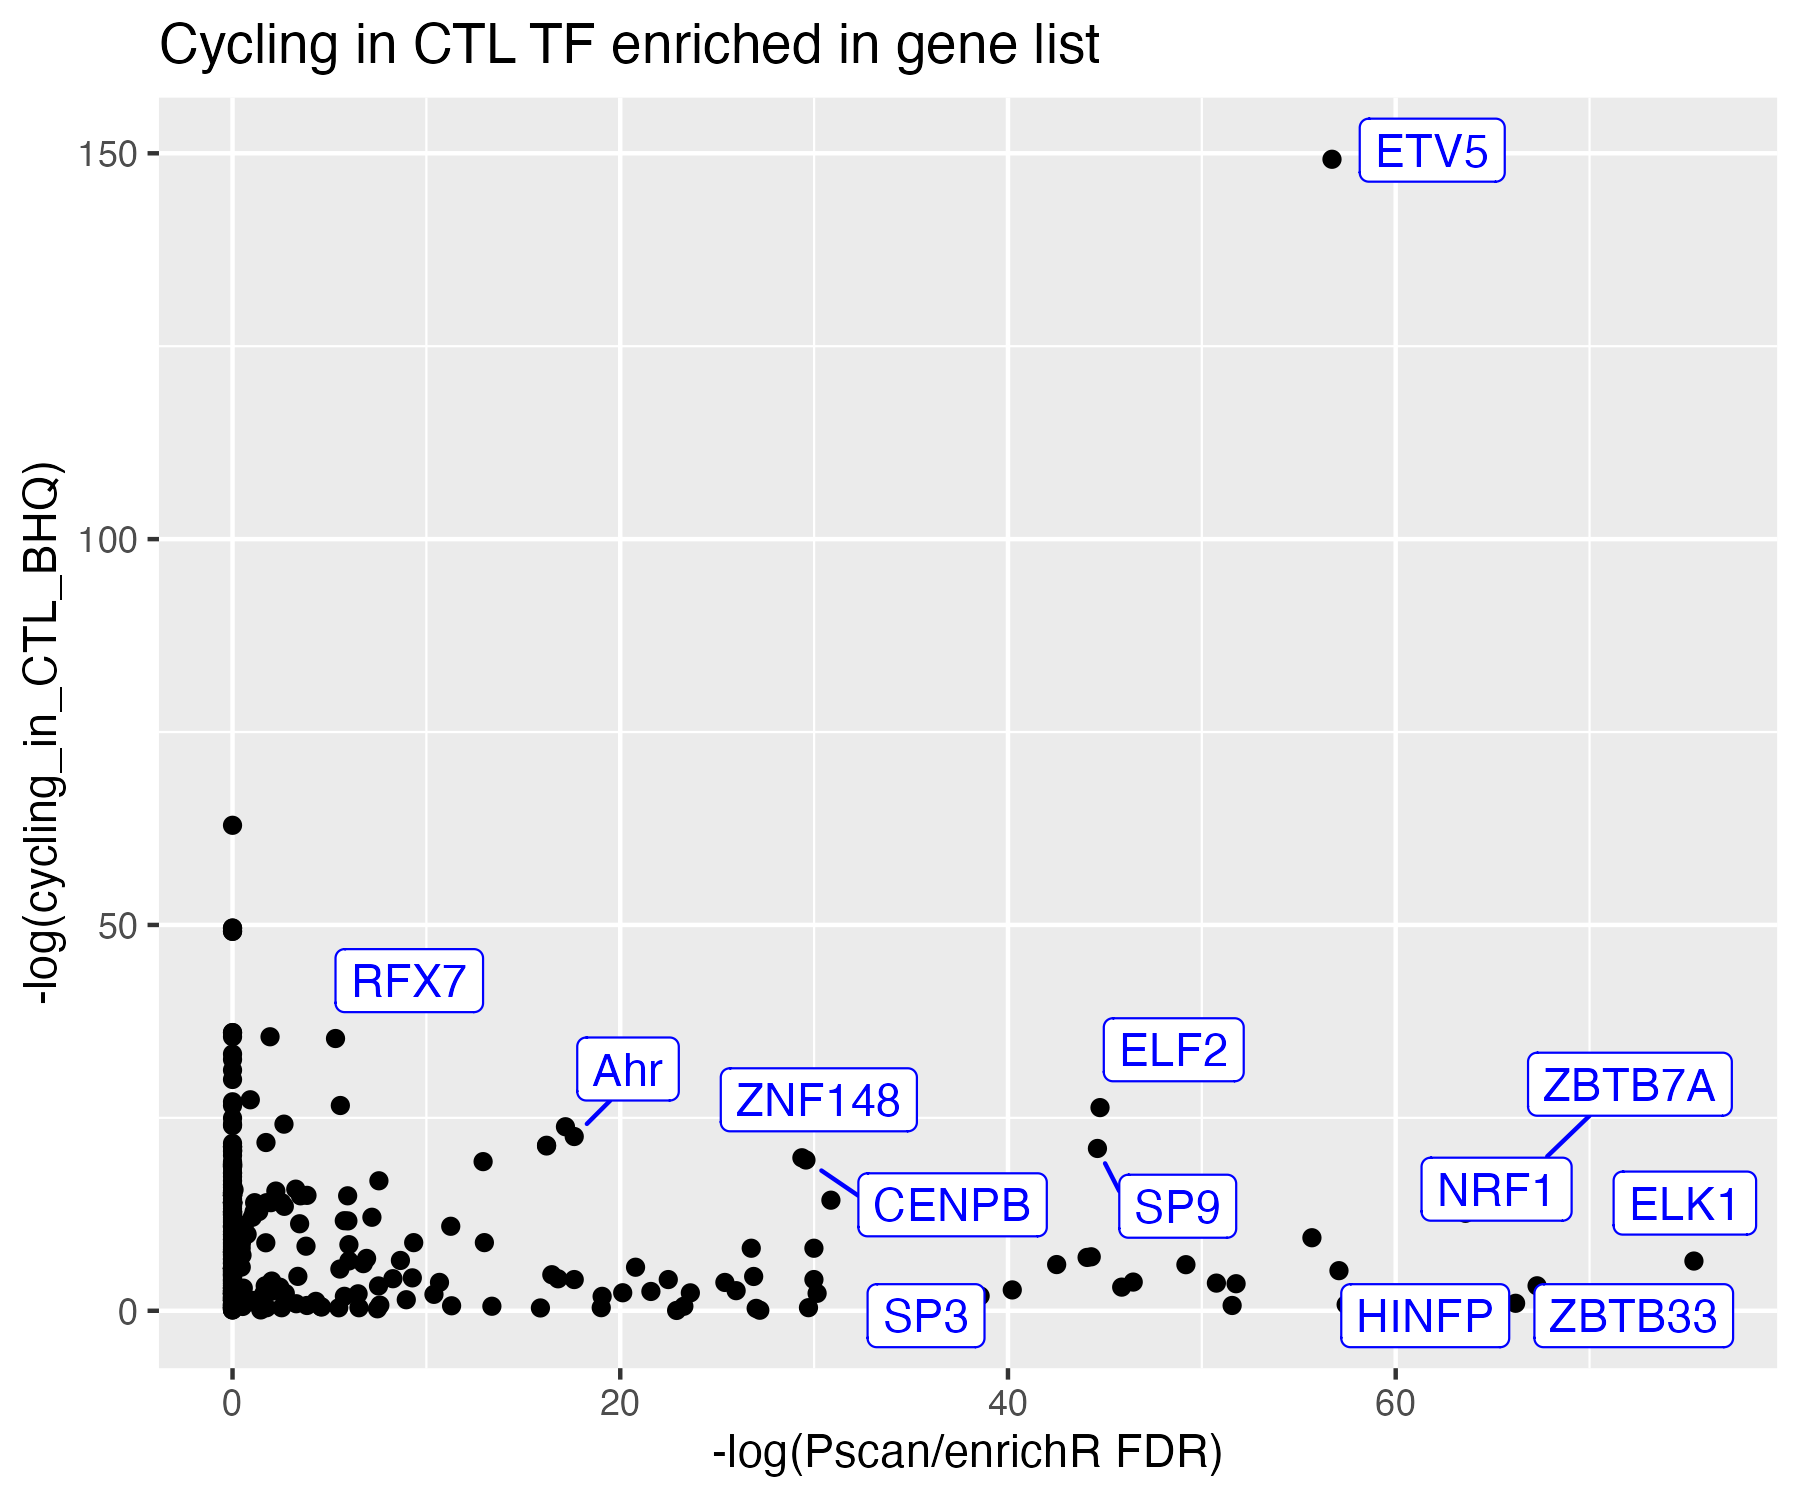 Cycling in CTL TF enriched in gene list
-log(cycling_in_CTL_BHQ)
150
100
50
0
ETV5
RFX7
Ahr
ZNF148
CENPB
ELF2
SP9
ZBTB7A
NRF1
ELK1
SP3
HINFP
ZBTB33
0
20
40
60
-log(Pscan/enrichR FDR)